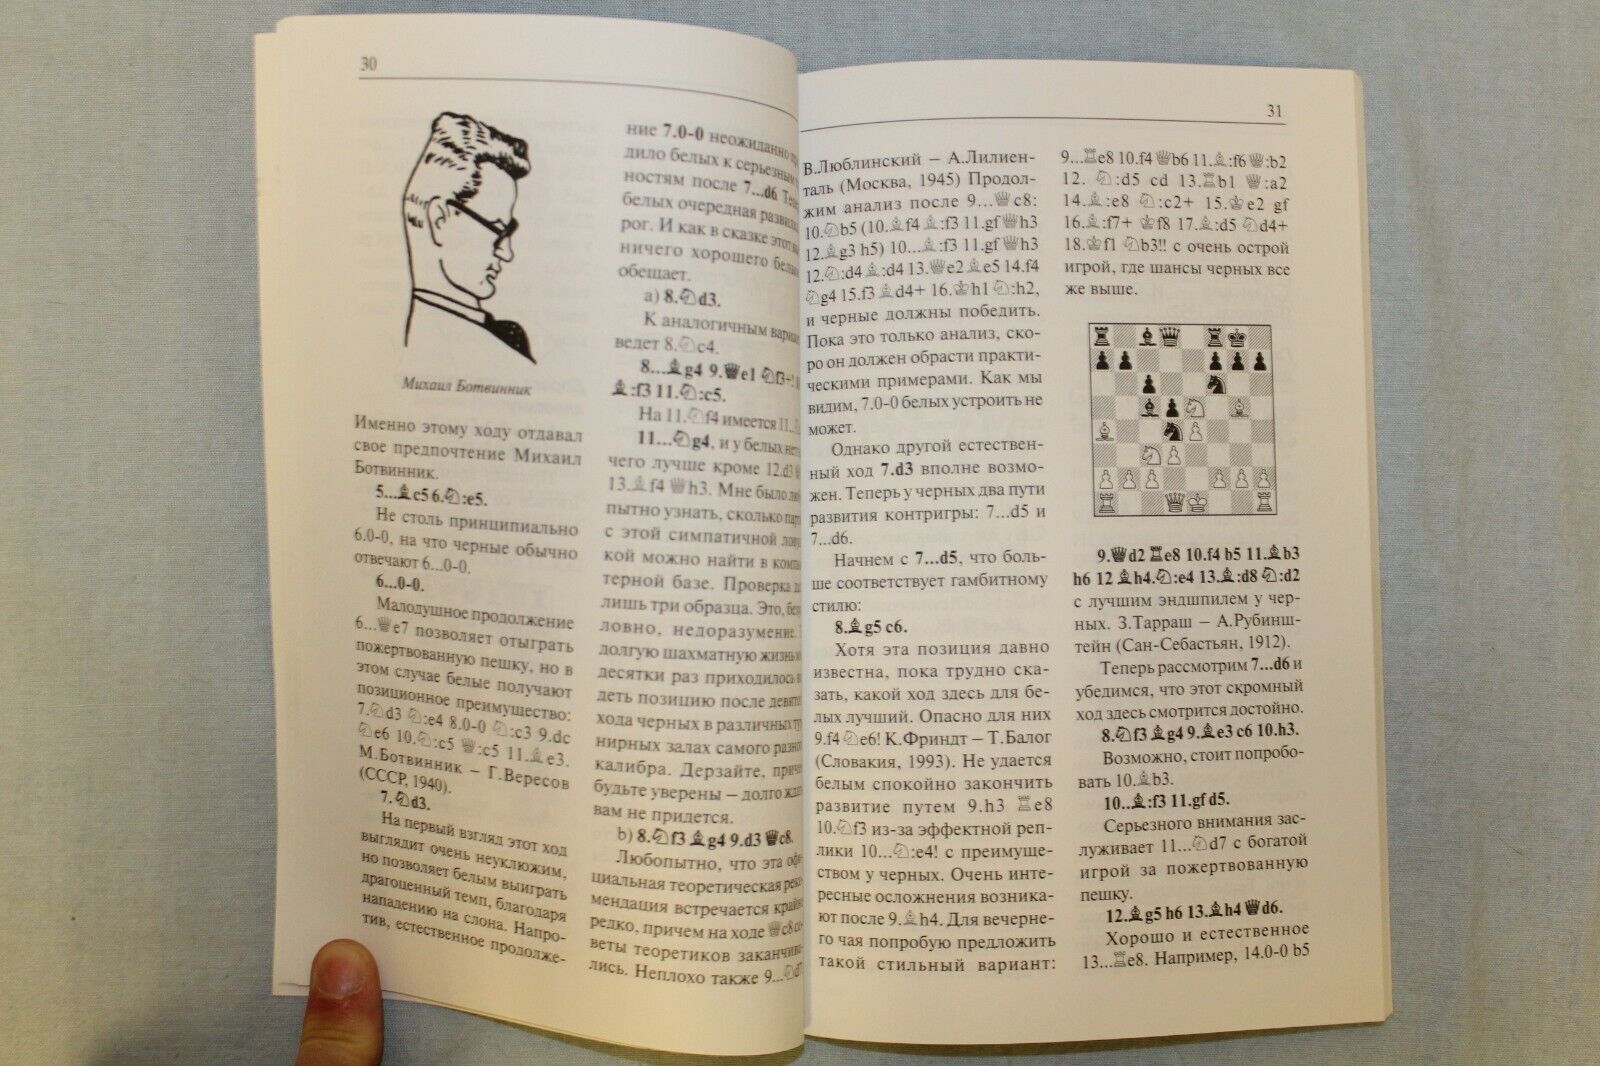 30
Михаил Ботвинник
Именно этому ходу отдавал
свое предпочтение Михаил
Ботвинник.
5...♗c5 6.♘:e5.
Не столь принципиально
6.0-0, на что черные обычно
отвечают 6...0-0.
6...0-0.
Малодушное продолжение
6...♕e7 позволяет отыграть
пожертвованную пешку, но в
этом случае белые получают
позиционное преимущество:
7.♘d3 ♘:e4 8.0-0 ♘:c3 9.dc
♘e6 10.♘:c5 ♕:c5 11.♗e3.
М.Ботвинник – Г.Вересов
(СССР, 1940).
7.♘d3.
На первый взгляд этот ход
выглядит очень неуклюжим,
но позволяет белым выиграть
драгоценный темп, благодаря
нападению на слона. Напро-
тив, естественное продолже-
ние 7.0-0 неожиданно
дило белых к серьезным
ностям после 7...d6.
белых очередная
рог. И как в сказке этот
ничего хорошего
обещает.
a) 8.♘d3.
К аналогичным
ведет 8.♘c4.
8...♗g4 9.♕e1 ♘f3+!
♗:f3 11.♘:c5.
На 11.♘f4 имеется 11...
11...♘g4, и у белых
чего лучше кроме 12.d3
13.♗f4 ♕h3. Мне было
пытно узнать, сколько
с этой симпатичной
кой можно найти в
терной базе. Проверка
лишь три образца. Это,
ловно, недоразумение.
долгую шахматную жизнь
десятки раз приходилось
деть позицию после
хода черных в различных
нирных залах самого
калибра. Дерзайте,
будьте уверены – долго
вам не придется.
b) 8.♘f3 ♗g4 9.d3 ♕c8.
Любопытно, что эта
циальная теоретическая
мендация встречается
редко, причем на ходе ♕c8
веты теоретиков
лись. Неплохо также 9...♘d7
31
В.Люблинский – А.Лилиен-
таль (Москва, 1945) Продол-
жим анализ после 9...♕c8:
10.♘b5 (10.♗f4 ♗:f3 11.gf ♕h3
12.♗g3 h5) 10...♗:f3 11.gf ♕h3
12.♘:d4 ♗:d4 13.♕e2 ♗e5 14.f4
♘g4 15.f3 ♗d4+ 16.♔h1 ♘:h2,
и черные должны победить.
Пока это только анализ, ско-
ро он должен обрасти практи-
ческими примерами. Как мы
видим, 7.0-0 белых устроить не
может.
Однако другой естествен-
ный ход 7.d3 вполне возмо-
жен. Теперь у черных два пути
развития контригры: 7...d5 и
7...d6.
Начнем с 7...d5, что боль-
ше соответствует гамбитному
стилю:
8.♗g5 c6.
Хотя эта позиция давно
известна, пока трудно ска-
зать, какой ход здесь для бе-
лых лучший. Опасно для них
9.f4 ♘e6! К.Фриндт – Т.Балог
(Словакия, 1993). Не удается
белым спокойно закончить
развитие путем 9.h3 ♖e8
10.♘f3 из-за эффектной реп-
лики 10...♘:e4! с преимуще-
ством у черных. Очень инте-
ресные осложнения возника-
ют после 9.♗h4. Для вечерне-
го чая попробую предложить
такой стильный вариант:
9...♖e8 10.f4 ♕b6 11.♗:f6 ♕:b2
12. ♘:d5 cd 13.♖b1 ♕:a2
14.♗:e8 ♘:c2+ 15.♔e2 gf
16.♗:f7+ ♔f8 17.♗:d5 ♘d4+
18.♔f1 ♘b3!! с очень острой
игрой, где шансы черных все
же выше.
9.♕d2 ♖e8 10.f4 b5 11.♗b3
h6 12 ♗h4.♘:e4 13.♗:d8 ♘:d2
с лучшим эндшпилем у чер-
ных. З.Тарраш – А.Рубинш-
тейн (Сан-Себастьян, 1912).
Теперь рассмотрим 7...d6 и
убедимся, что этот скромный
ход здесь смотрится достойно.
8.♘f3 ♗g4 9.♗e3 c6 10.h3.
Возможно, стоит попробо-
вать 10.♗b3.
10...♗:f3 11.gf d5.
Серьезного внимания зас-
луживает 11...♘d7 с богатой
игрой за пожертвованную
пешку.
12.♗g5 h6 13.♗h4 ♕d6.
Хорошо и естественное
13...♖e8. Например, 14.0-0 b5